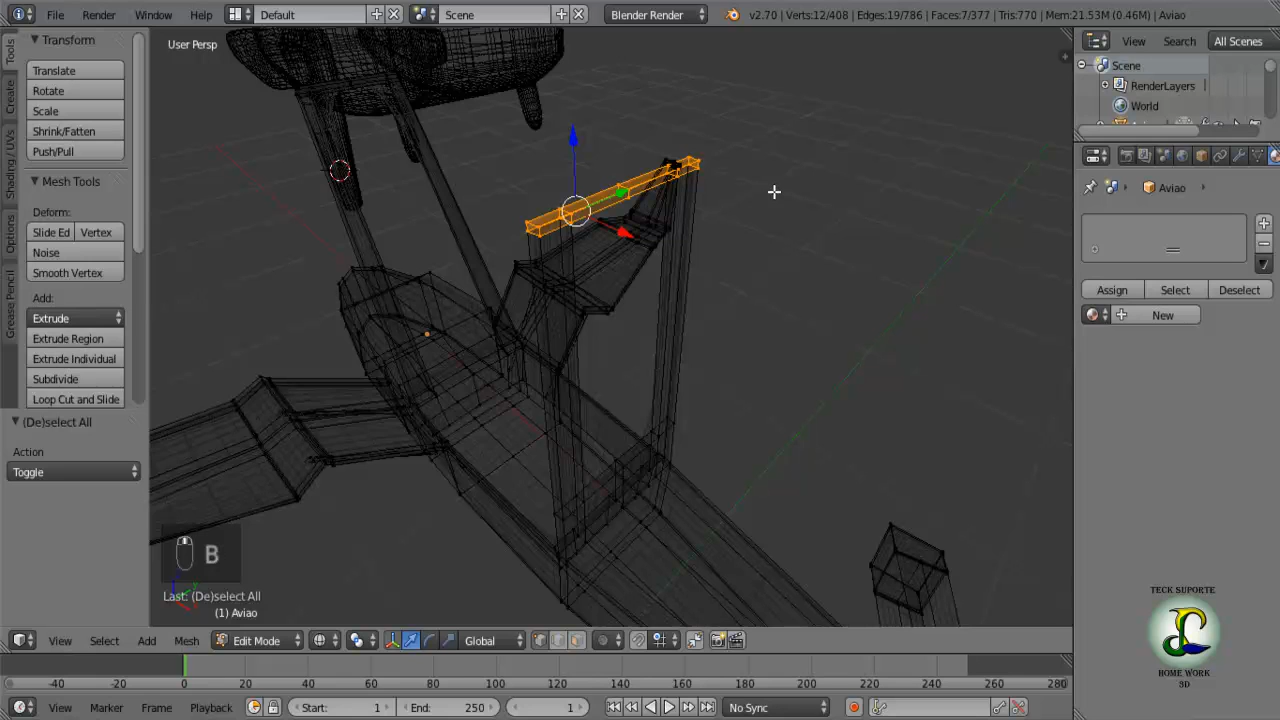 File Render Window Help Default Scene Blender Render v2.70 | Verts:12/408 | Edges:19/786 | Faces:7/377 | Tris:770 | Mem:21.53M (0.46M) | Aviao
Tools
Create
Shading / UVs
Options
Grease Pencil
Transform
Translate
Rotate
Scale
Shrink/Fatten
Push/Pull
Mesh Tools
Deform:
Slide Ed Vertex
Noise
Smooth Vertex
Add:
Extrude
Extrude Region
Extrude Individual
Subdivide
Loop Cut and Slide
(De)select All
Action
Toggle
User Persp
B
Last: (De)select All
(1) Aviao
View Search All Scenes
Scene
RenderLayers
World
Aviao
Assign Select Deselect
New
TECK SUPORTE
HOME WORK
3D
View Select Add Mesh Edit Mode Global
-40 -20 0 20 40 60 80 100 120 140 160 180 200 220 240 260 280
View Marker Frame Playback Start: 1 End: 250 1 No Sync